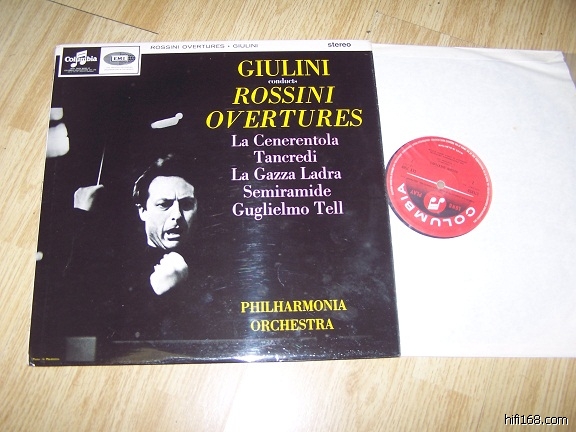 Columbia
EMI
ROSSINI OVERTURES • GIULINI
stereo
GIULINI
conducts
ROSSINI
OVERTURES
La Cenerentola
Tancredi
La Gazza Ladra
Semiramide
Guglielmo Tell
PHILHARMONIA
ORCHESTRA
COLUMBIA
hifi168.com